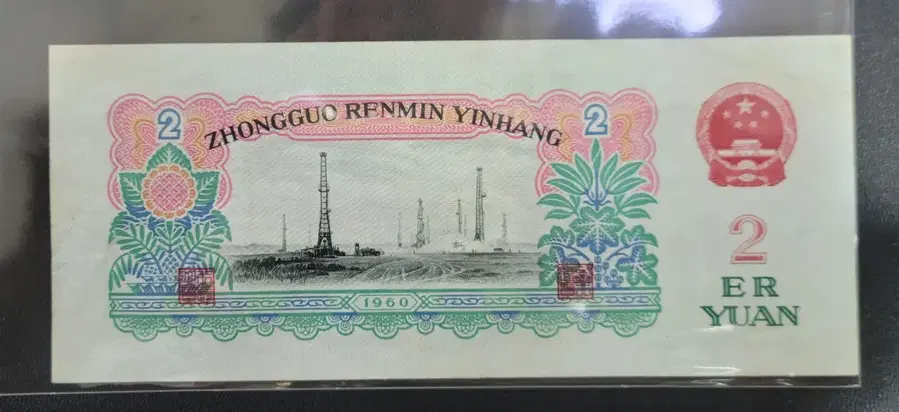 2
2
ZHONGGUO RENMIN YINHANG
1960
2
ER
YUAN